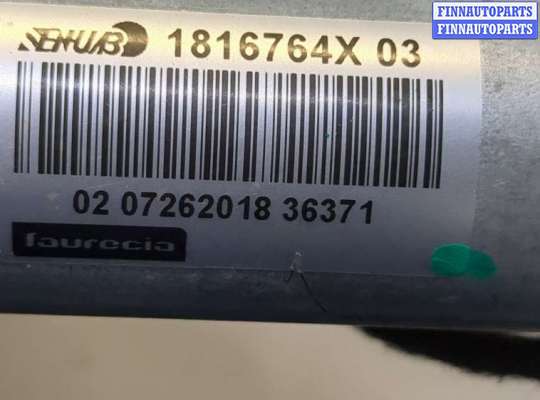 FINNAUTOPARTS
FINNAUTOPARTS
1816764X 03
02 07262018 36371
faurecia